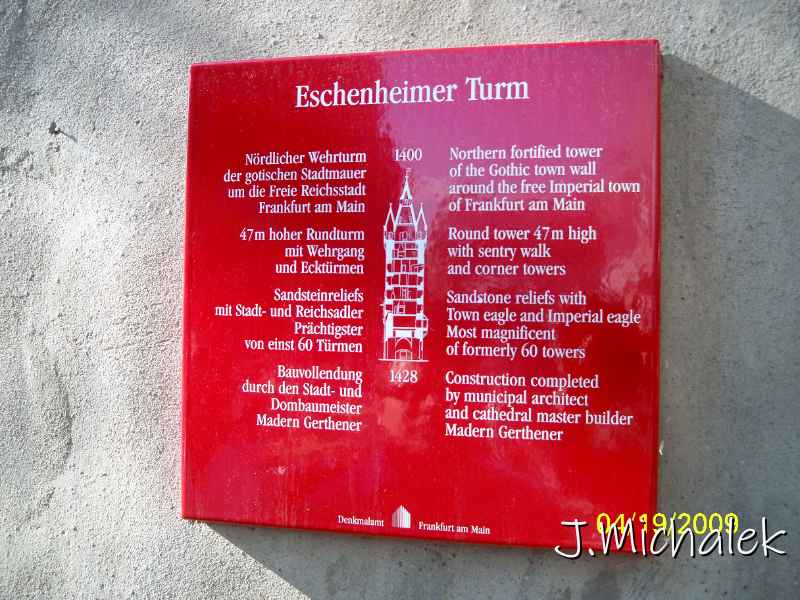 Eschenheimer Turm
Nördlicher Wehrturm
der gotischen Stadtmauer
um die Freie Reichsstadt
Frankfurt am Main
47m hoher Rundturm
mit Wehrgang
und Ecktürmen
Sandsteinreliefs
mit Stadt- und Reichsadler
Prächtigster
von einst 60 Türmen
Bauvollendung
durch den Stadt- und
Dombaumeister
Madern Gerthener
1400
1428
Northern fortified tower
of the Gothic town wall
around the free Imperial town
of Frankfurt am Main
Round tower 47m high
with sentry walk
and corner towers
Sandstone reliefs with
Town eagle and Imperial eagle
Most magnificent
of formerly 60 towers
Construction completed
by municipal architect
and cathedral master builder
Madern Gerthener
Denkmalamt Frankfurt am Main
04/19/2009
J.Michalek